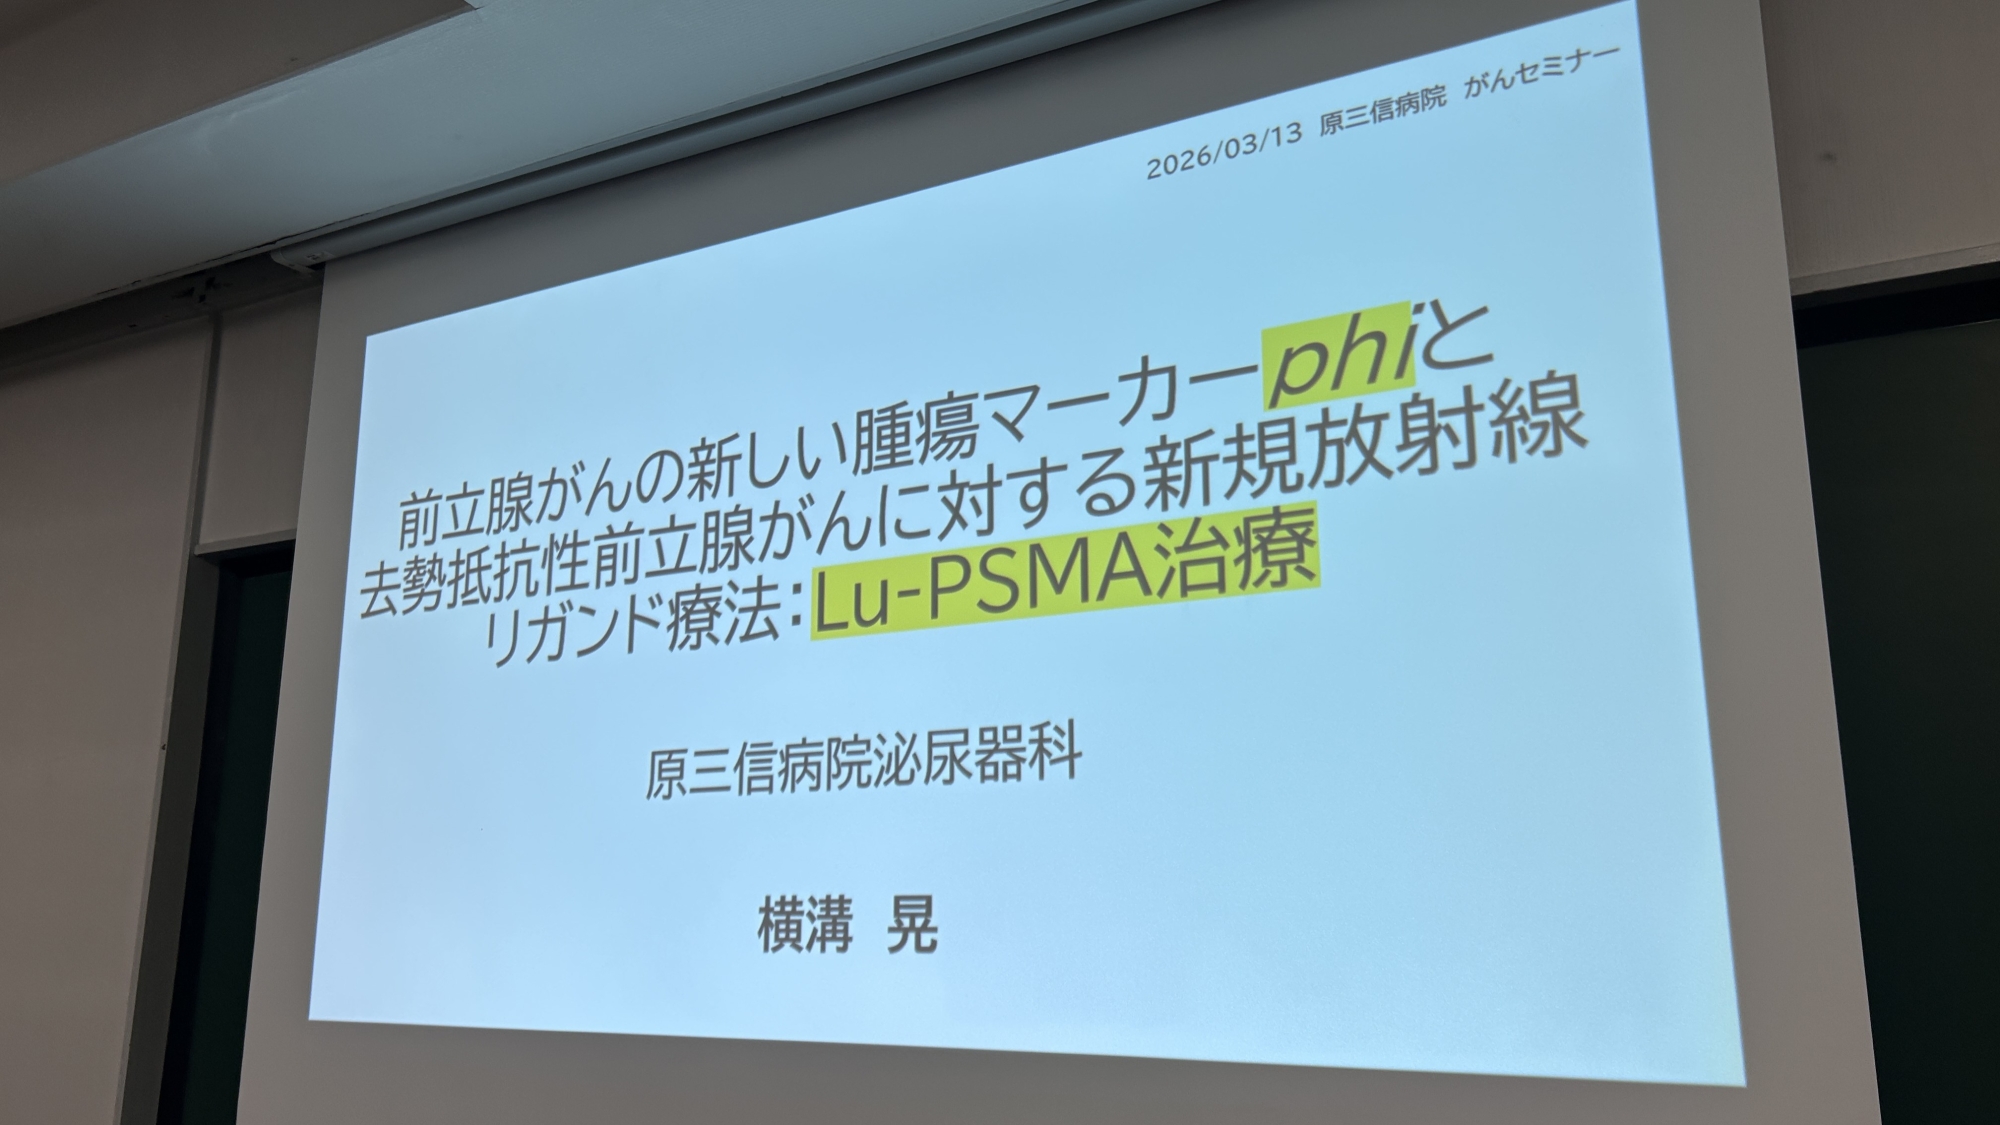 2026/03/13 原三信病院 がんセミナー
前立腺がんの新しい腫瘍マーカーphiと
去勢抵抗性前立腺がんに対する新規放射線
リガンド療法：Lu-PSMA治療
原三信病院泌尿器科
横溝 晃